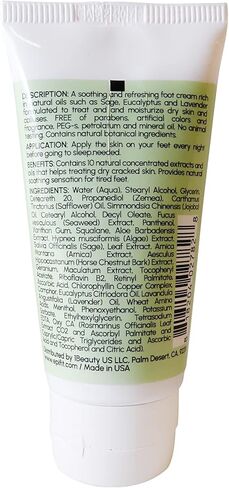 DESCRIPTION: A soothing and refreshing foot cream rich
in natural oils such as Sage, Eucalyptus and Lavender
formulated to treat and and moisturize dry skin and
calluses. FREE of parabens, artificial colors and
fragrance, PEG-s, petrolatum and mineral oil. No animal
testing. Contains natural botanical ingredients.
APPLICATION: Apply the skin on your feet every night
before going to sleep.needed.
BENEFITS: Contains 10 natural concentrated extracts and
oils that helps treating dry cracked skin. Provides natural
soothing sensation for tired feet.
INGREDIENTS: Water (Aqua), Stearyl Alcohol, Glycerin,
20, Propanediol (Zemea), Carthamus
Tinctorius (Safflower) Oil, Simmondsia Chinensis (Jojoba)
Oil, Cetearyl Alcohol, Decyl Oleate, Fucus
Vesiculosus (Seaweed) Extract, Panthenol,
Xanthan Gum, Squalane, Aloe Barbadensis
Extract, Hypnea musciformis (Algae) Extract,
Salvia Officinalis (Sage), Leaf Extract, Arnica
Montana (Arnica) Extract, Aesculus
Hippocastanum (Horse Chestnut Bark) Extract,
Geranium Maculatum Extract, Tocopheryl
Acetate, Riboflavin B2, Retinyl Palmitate,
Ascorbic Acid, Chlorophyllin Copper Complex,
Camphor, Eucalyptus Citriodora Oil, Lavandula
Angustifolia (Lavender) Oil, Wheat Amino
Acids, Menthol, Phenoxyethanol, Potassium
Sorbate, Ethylhexylglycerin, Tetrasodium
EDTA, Oxy CA (Rosmarinus Officinalis Leaf
Extract CO2 and Ascorbyl Palmitate and
Caprylic/Capric Triglycerides and Ascorbic
Acid and Tocopherol and Citric Acid).
Distributed by 1Beauty US LLC, Palm Desert, CA,
www.epilft.com / Made in USA